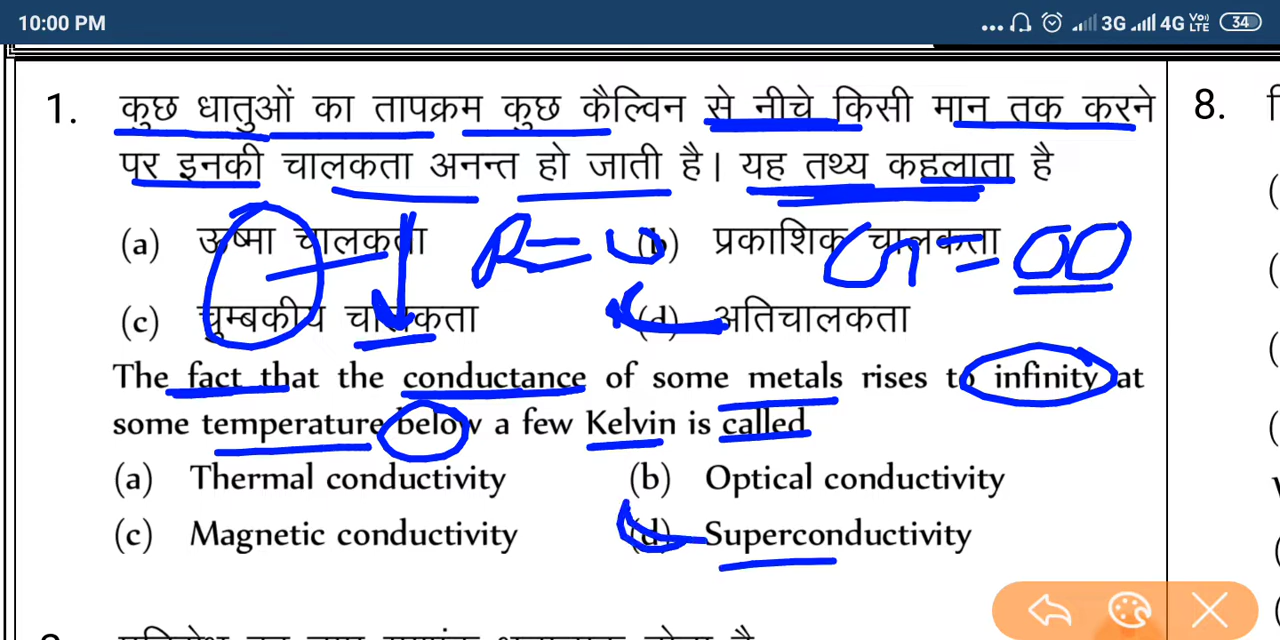 10:00 PM ... 3G 4G Vo) LTE 34
1. कुछ धातुओं का तापक्रम कुछ कैल्विन से नीचे किसी मान तक करने
पर इनकी चालकता अनन्त हो जाती है। यह तथ्य कहलाता है
(a) ऊष्मा चालकता (b) प्रकाशिक चालकता
R = 0 G = ∞
(c) चुम्बकीय चालकता (d) अतिचालकता
The fact that the conductance of some metals rises to infinity at
some temperature below a few Kelvin is called
(a) Thermal conductivity (b) Optical conductivity
(c) Magnetic conductivity (d) Superconductivity
8.